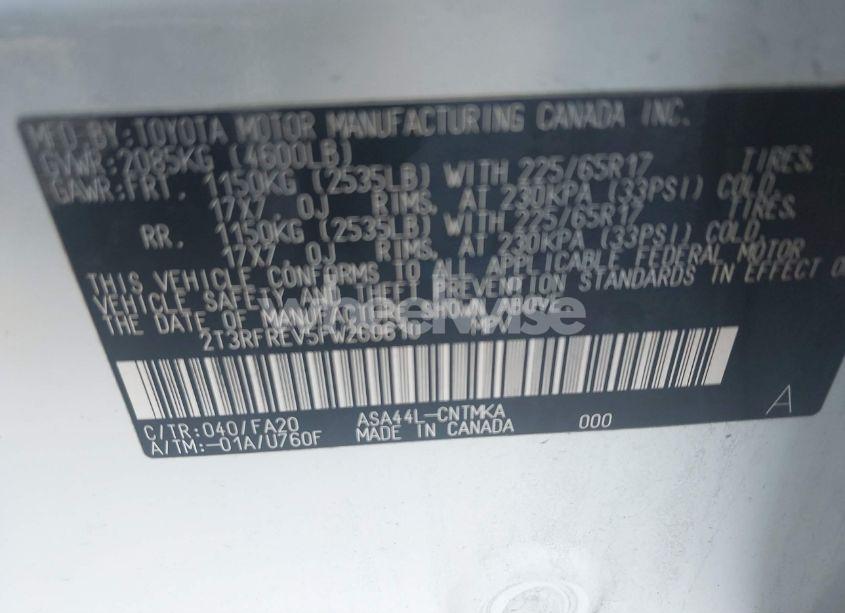 MFD.BY:TOYOTA MOTOR MANUFACTURING CANADA INC.
GVWR:2085KG (4600LB)
GAWR:FRT. 1150KG (2535LB) WITH 225/65R17 TIRES.
17X7.0J RIMS. AT 230KPA (33PSI) COLD.
RR. 1150KG (2535LB) WITH 225/65R17 TIRES.
17X7.0J RIMS. AT 230KPA (33PSI) COLD.
THIS VEHICLE CONFORMS TO ALL APPLICABLE FEDERAL MOTOR
VEHICLE SAFETY AND THEFT PREVENTION STANDARDS IN EFFECT
THE DATE OF MANUFACTURE SHOWN ABOVE.
MPV
C/TR:040/FA20 ASA44L-CNTMKA 000 A
A/TM:-01A/U760F MADE IN CANADA